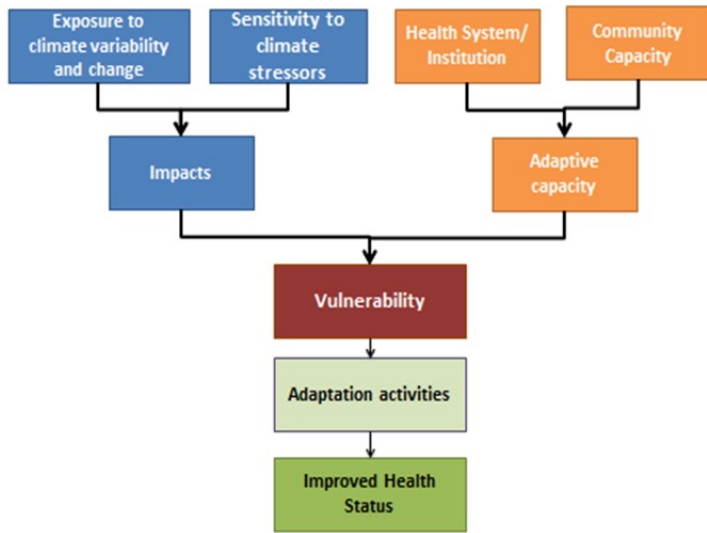 Exposure to
climate variability
and change
Sensitivity to
climate
stressors
Health System/
Institution
Community
Capacity
Impacts
Adaptive
capacity
Vulnerability
Adaptation activities
Improved Health
Status